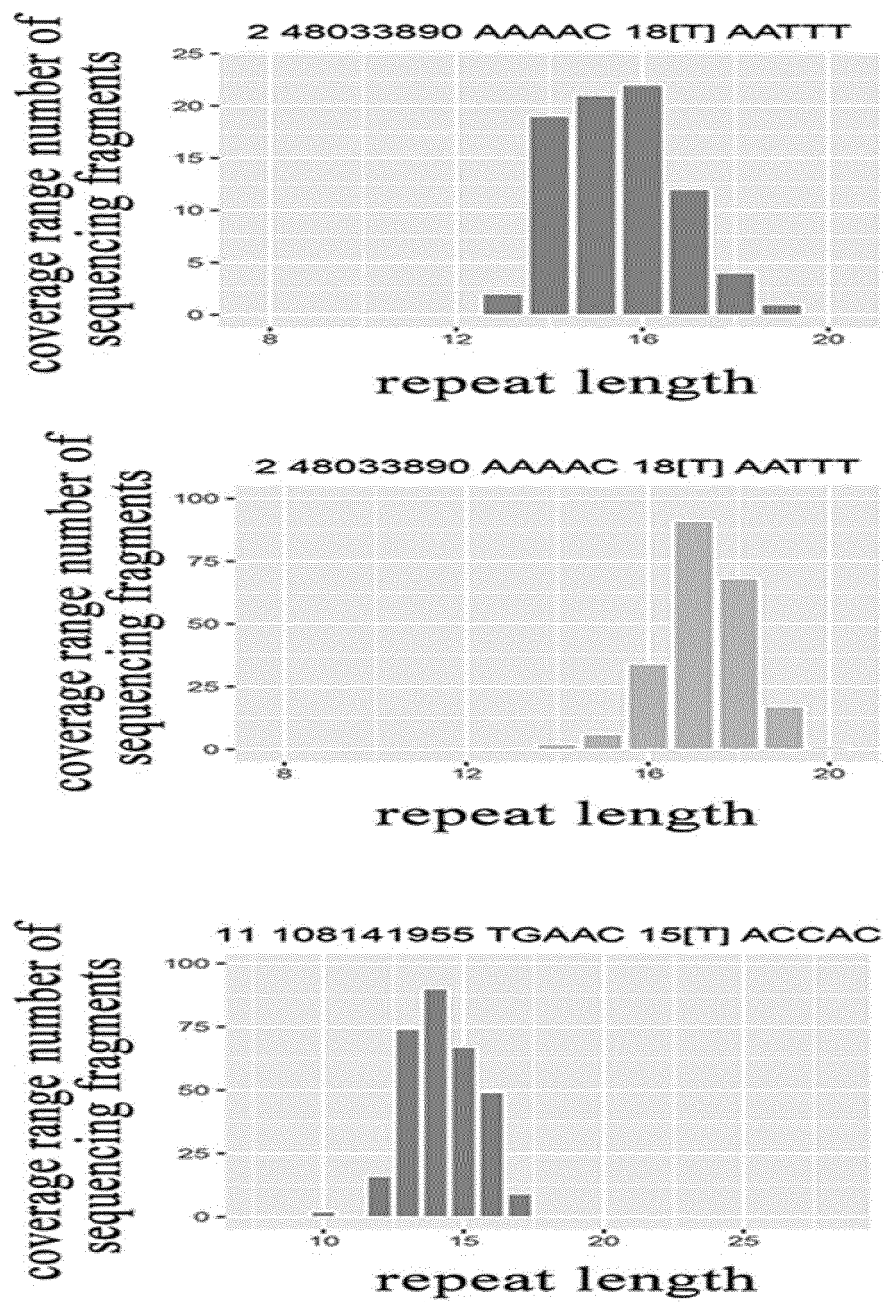 2 48033890 AAAAC 18[T] AATTT
coverage range number of
sequencing fragments
25
20
15
10
5
0
8 12 16 20
repeat length
2 48033890 AAAAC 18[T] AATTT
coverage range number of
sequencing fragments
100
75
50
25
0
8 12 16 20
repeat length
11 108141955 TGAAC 15[T] ACCAC
coverage range number of
sequencing fragments
100
75
50
25
0
10 15 20 25
repeat length